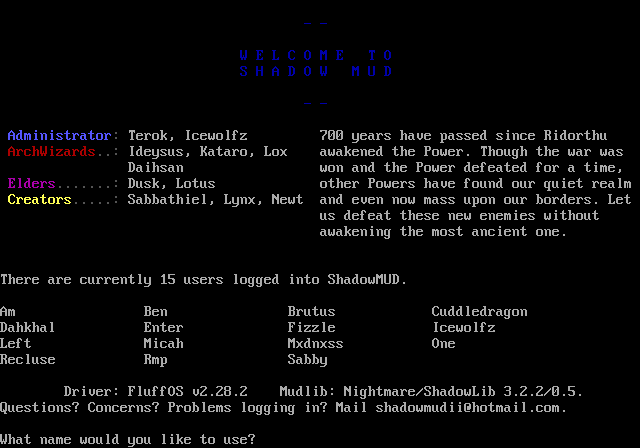 WELCOME TO
SHADOW MUD
Administrator: Terok, Icewolfz
ArchWizards..: Ideysus, Kataro, Lox
Daihsan
Elders.......: Dusk, Lotus
Creators.....: Sabbathiel, Lynx, Newt
700 years have passed since Ridorthu
awakened the Power. Though the war was
won and the Power defeated for a time,
other Powers have found our quiet realm
and even now mass upon our borders. Let
us defeat these new enemies without
awakening the most ancient one.
There are currently 15 users logged into ShadowMUD.
Am Ben Brutus Cuddledragon
Dahkhal Enter Fizzle Icewolfz
Left Micah Mxdnxss One
Recluse Rmp Sabby
Driver: FluffOS v2.28.2 Mudlib: Nightmare/ShadowLib 3.2.2/0.5.
Questions? Concerns? Problems logging in? Mail shadowmudii@hotmail.com.
What name would you like to use?